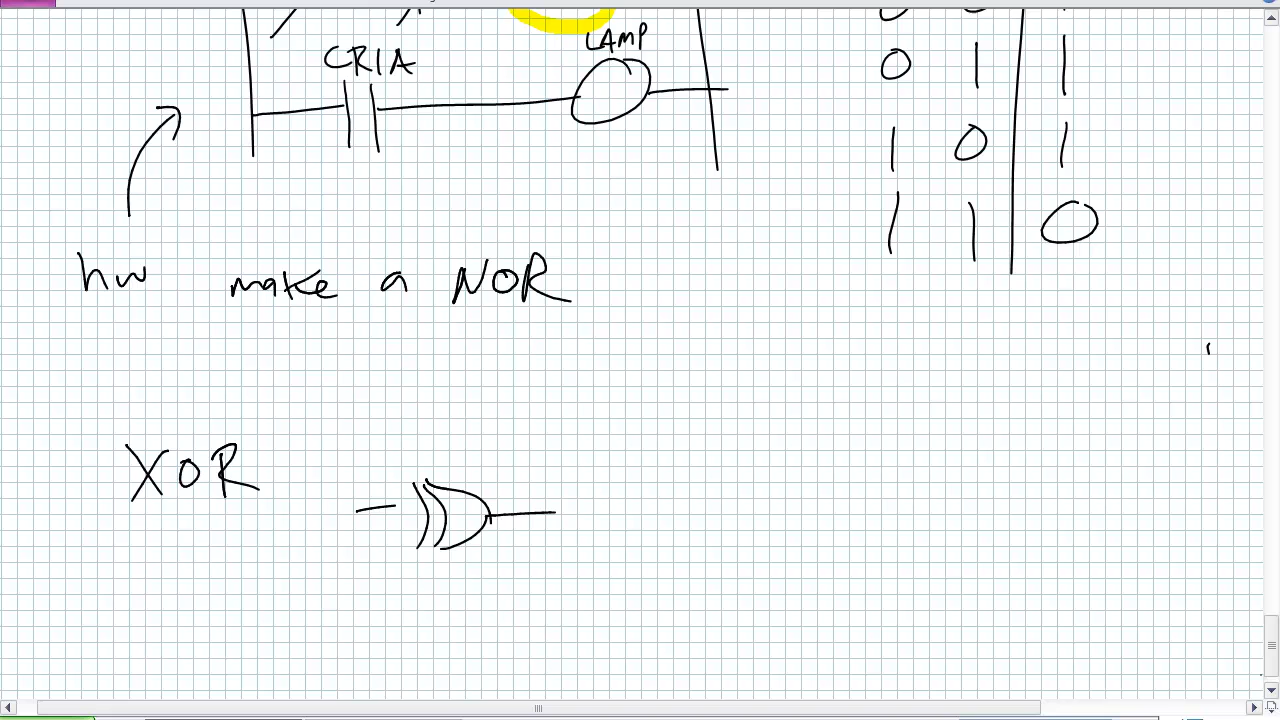 LAMP
CR1A
0 1 1
1 0 1
1 1 0
hw make a NOR
XOR